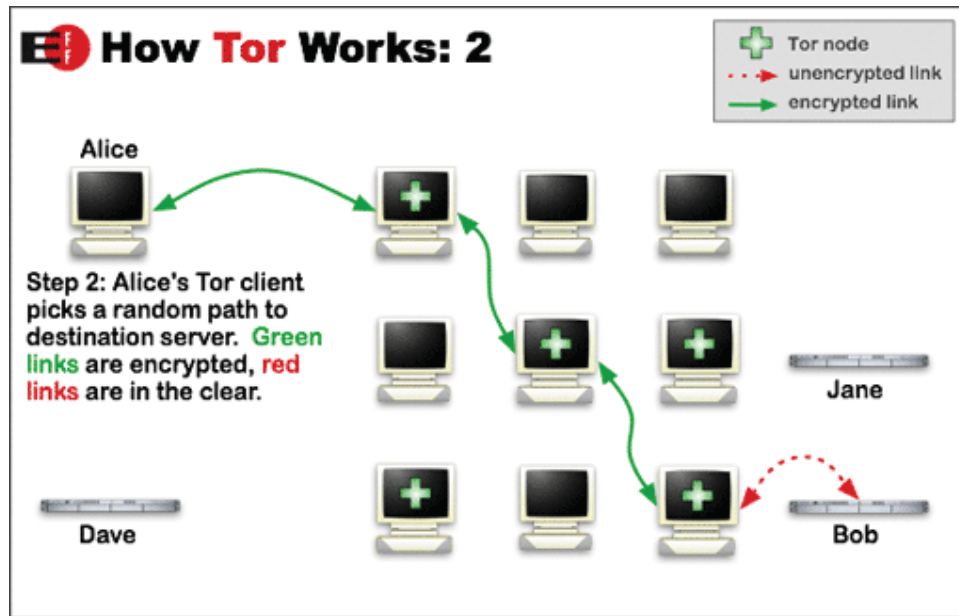 EFF How Tor Works: 2
Tor node
unencrypted link
encrypted link
Alice
Step 2: Alice's Tor client
picks a random path to
destination server. Green
links are encrypted, red
links are in the clear.
Jane
Dave
Bob